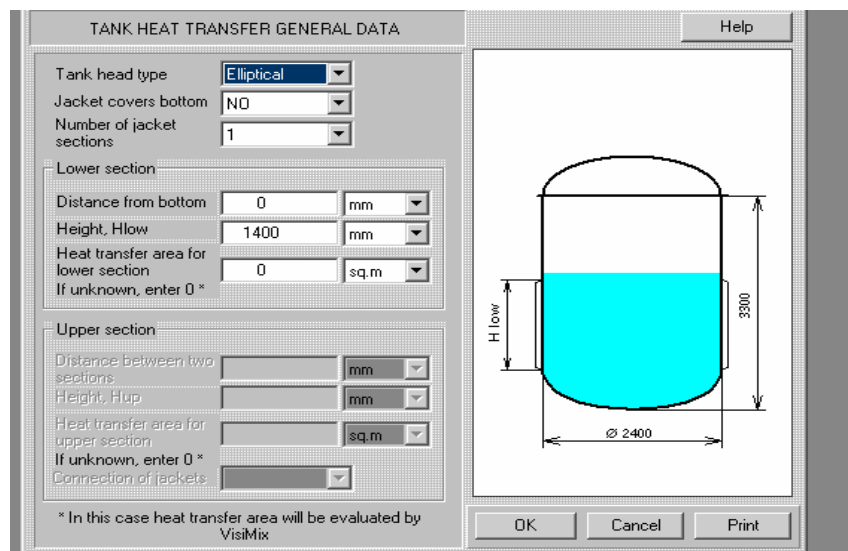 TANK HEAT TRANSFER GENERAL DATA
Help
Tank head type Elliptical
Jacket covers bottom NO
Number of jacket
sections 1
Lower section
Distance from bottom 0 mm
Height, Hlow 1400 mm
Heat transfer area for
lower section 0 sq.m
If unknown, enter 0 *
Upper section
Distance between two
sections mm
Height, Hup mm
Heat transfer area for
upper section sq.m
If unknown, enter 0 *
Connection of jackets
* In this case heat transfer area will be evaluated by
VisiMix
H low
3300
Ø 2400
OK Cancel Print